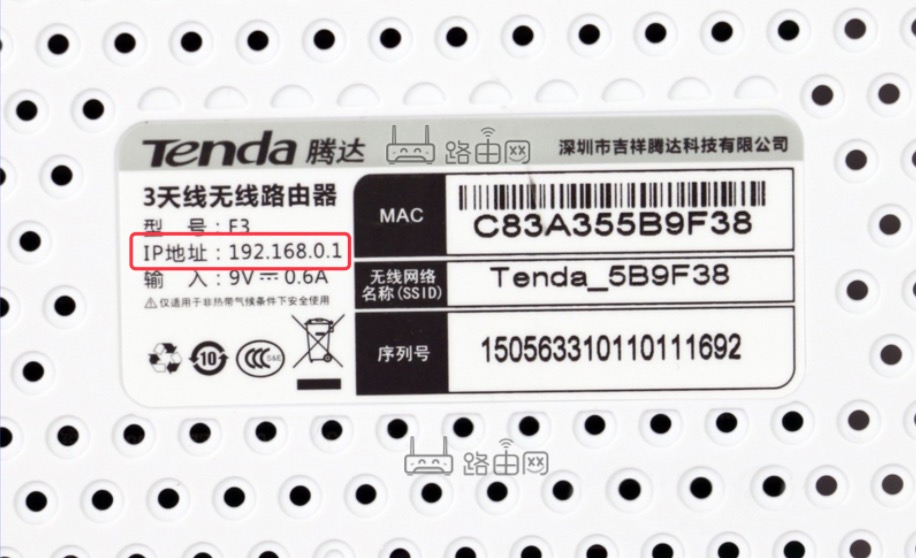 Tenda 腾达
路由网
深圳市吉祥腾达科技有限公司
3天线无线路由器
型 号：F3
IP地址：192.168.0.1
输 入：9V 0.6A
仅适用于非热带气候条件下安全使用
10
CCC S&E
MAC
C83A355B9F38
无线网络
名称(SSID)
Tenda_5B9F38
序列号
150563310110111692
路由网